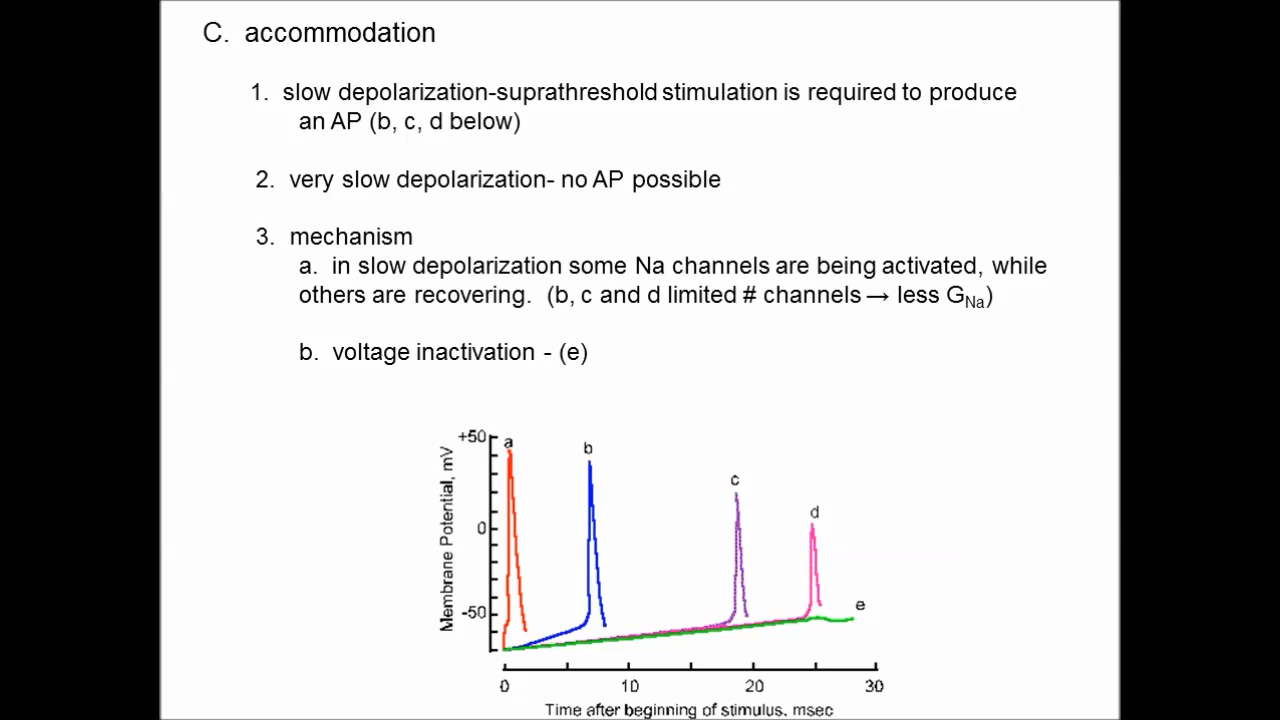 C. accommodation
1. slow depolarization-suprathreshold stimulation is required to produce
an AP (b, c, d below)
2. very slow depolarization- no AP possible
3. mechanism
a. in slow depolarization some Na channels are being activated, while
others are recovering. (b, c and d limited # channels → less GNa)
b. voltage inactivation - (e)
Membrane Potential, mV
+50
0
-50
a
b
c
d
e
0 10 20 30
Time after beginning of stimulus, msec